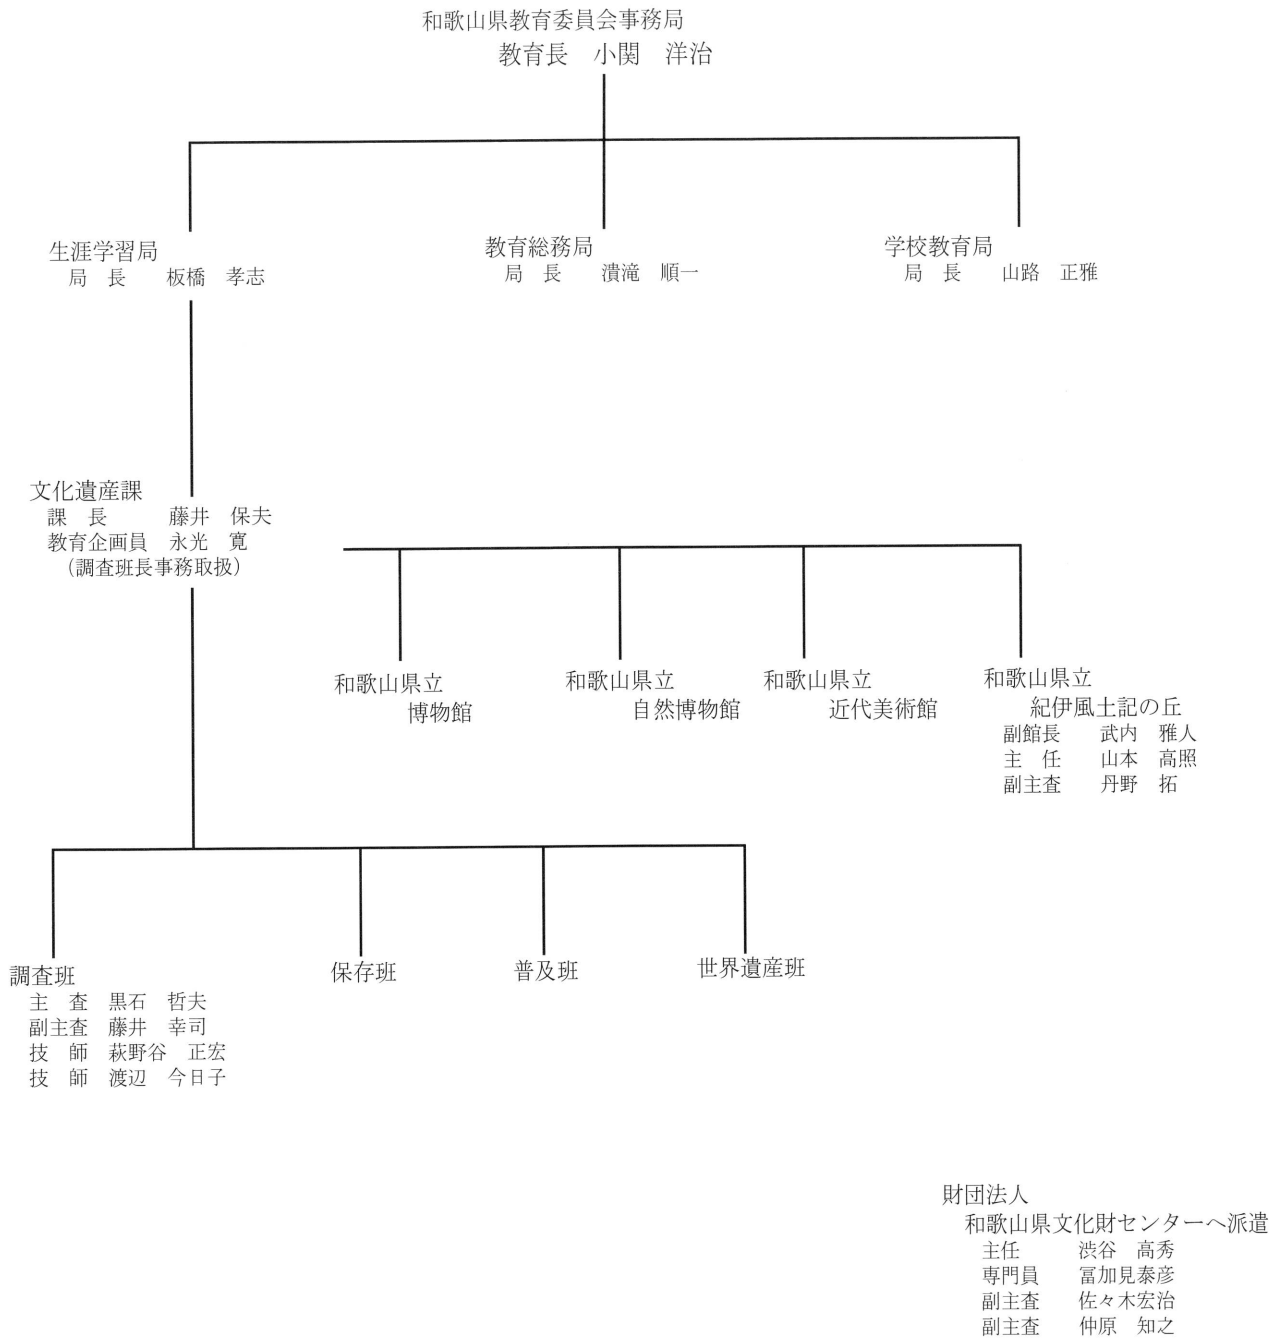 和歌山県教育委員会事務局
教育長　小関　洋治
生涯学習局
局　長　　板橋　孝志
教育総務局
局　長　　濆滝　順一
学校教育局
局　長　　山路　正雅
文化遺産課
課　長　　　藤井　保夫
教育企画員　永光　寛
（調査班長事務取扱）
和歌山県立
博物館
和歌山県立
自然博物館
和歌山県立
近代美術館
和歌山県立
紀伊風土記の丘
副館長　　武内　雅人
主　任　　山本　高照
副主査　　丹野　拓
調査班
主　査　黒石　哲夫
副主査　藤井　幸司
技　師　萩野谷　正宏
技　師　渡辺　今日子
保存班
普及班
世界遺産班
財団法人
和歌山県文化財センターへ派遣
主任　　　渋谷　高秀
専門員　　冨加見泰彦
副主査　　佐々木宏治
副主査　　仲原　知之